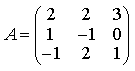 A = ( 2 2 3
1 -1 0
-1 2 1 )